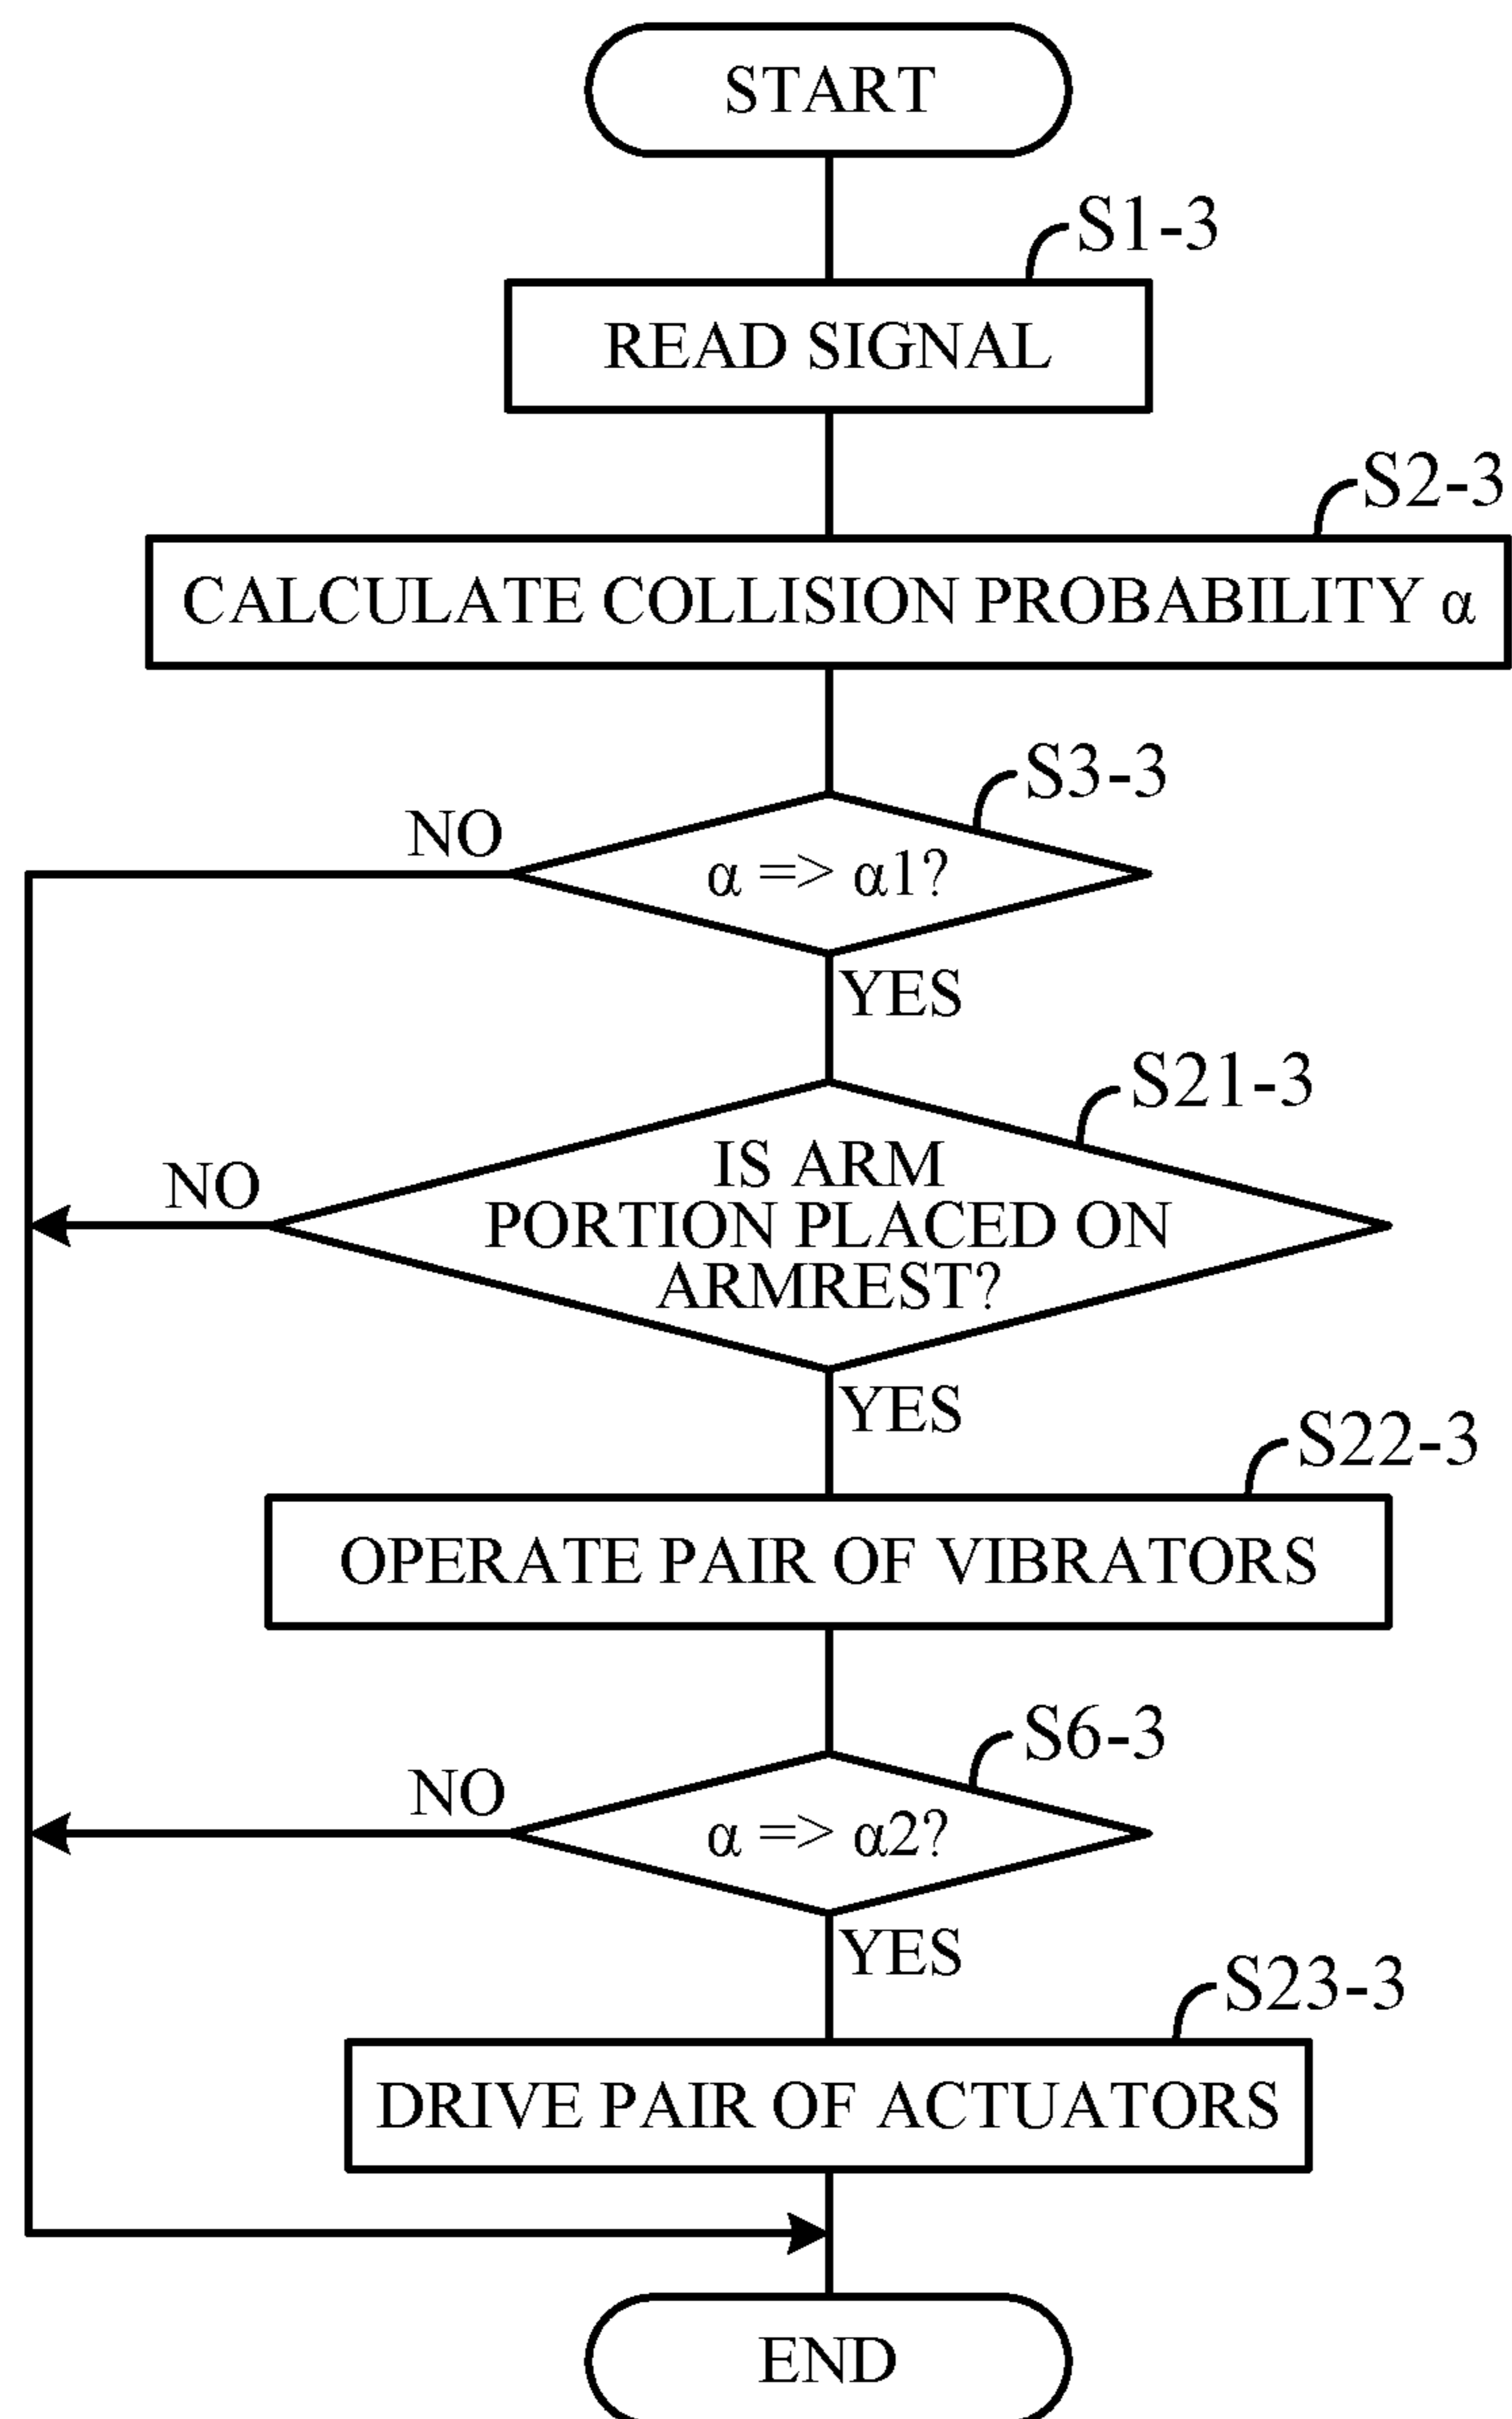 START
S1-3
READ SIGNAL
S2-3
CALCULATE COLLISION PROBABILITY α
S3-3
NO
α => α1?
YES
S21-3
NO
IS ARM
PORTION PLACED ON
ARMREST?
YES
S22-3
OPERATE PAIR OF VIBRATORS
S6-3
NO
α => α2?
YES
S23-3
DRIVE PAIR OF ACTUATORS
END